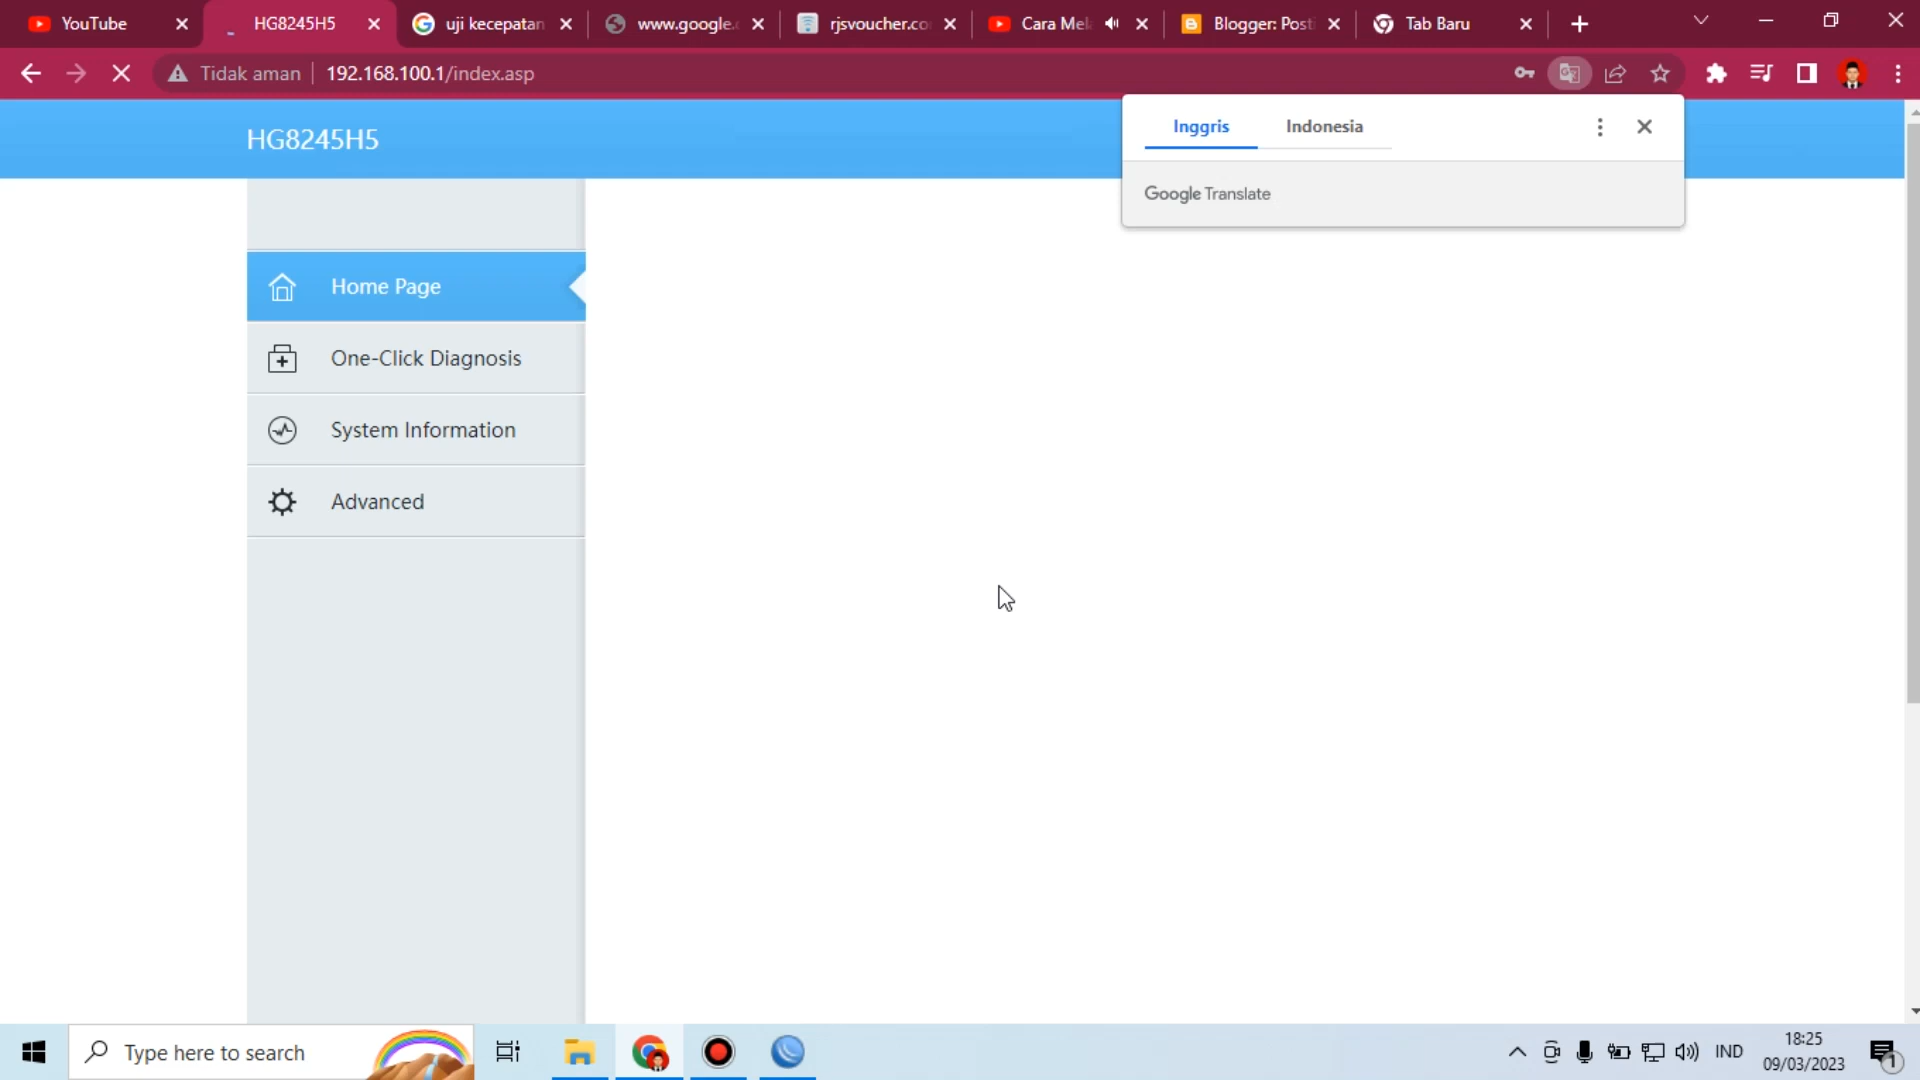 YouTube
HG8245H5
uji kecepatan
www.google.
rjsvoucher.co
Cara Mel
Blogger: Posti
Tab Baru
Tidak aman
192.168.100.1/index.asp
HG8245H5
Inggris
Indonesia
Google Translate
Home Page
One-Click Diagnosis
System Information
Advanced
Type here to search
IND
18:25
09/03/2023
1